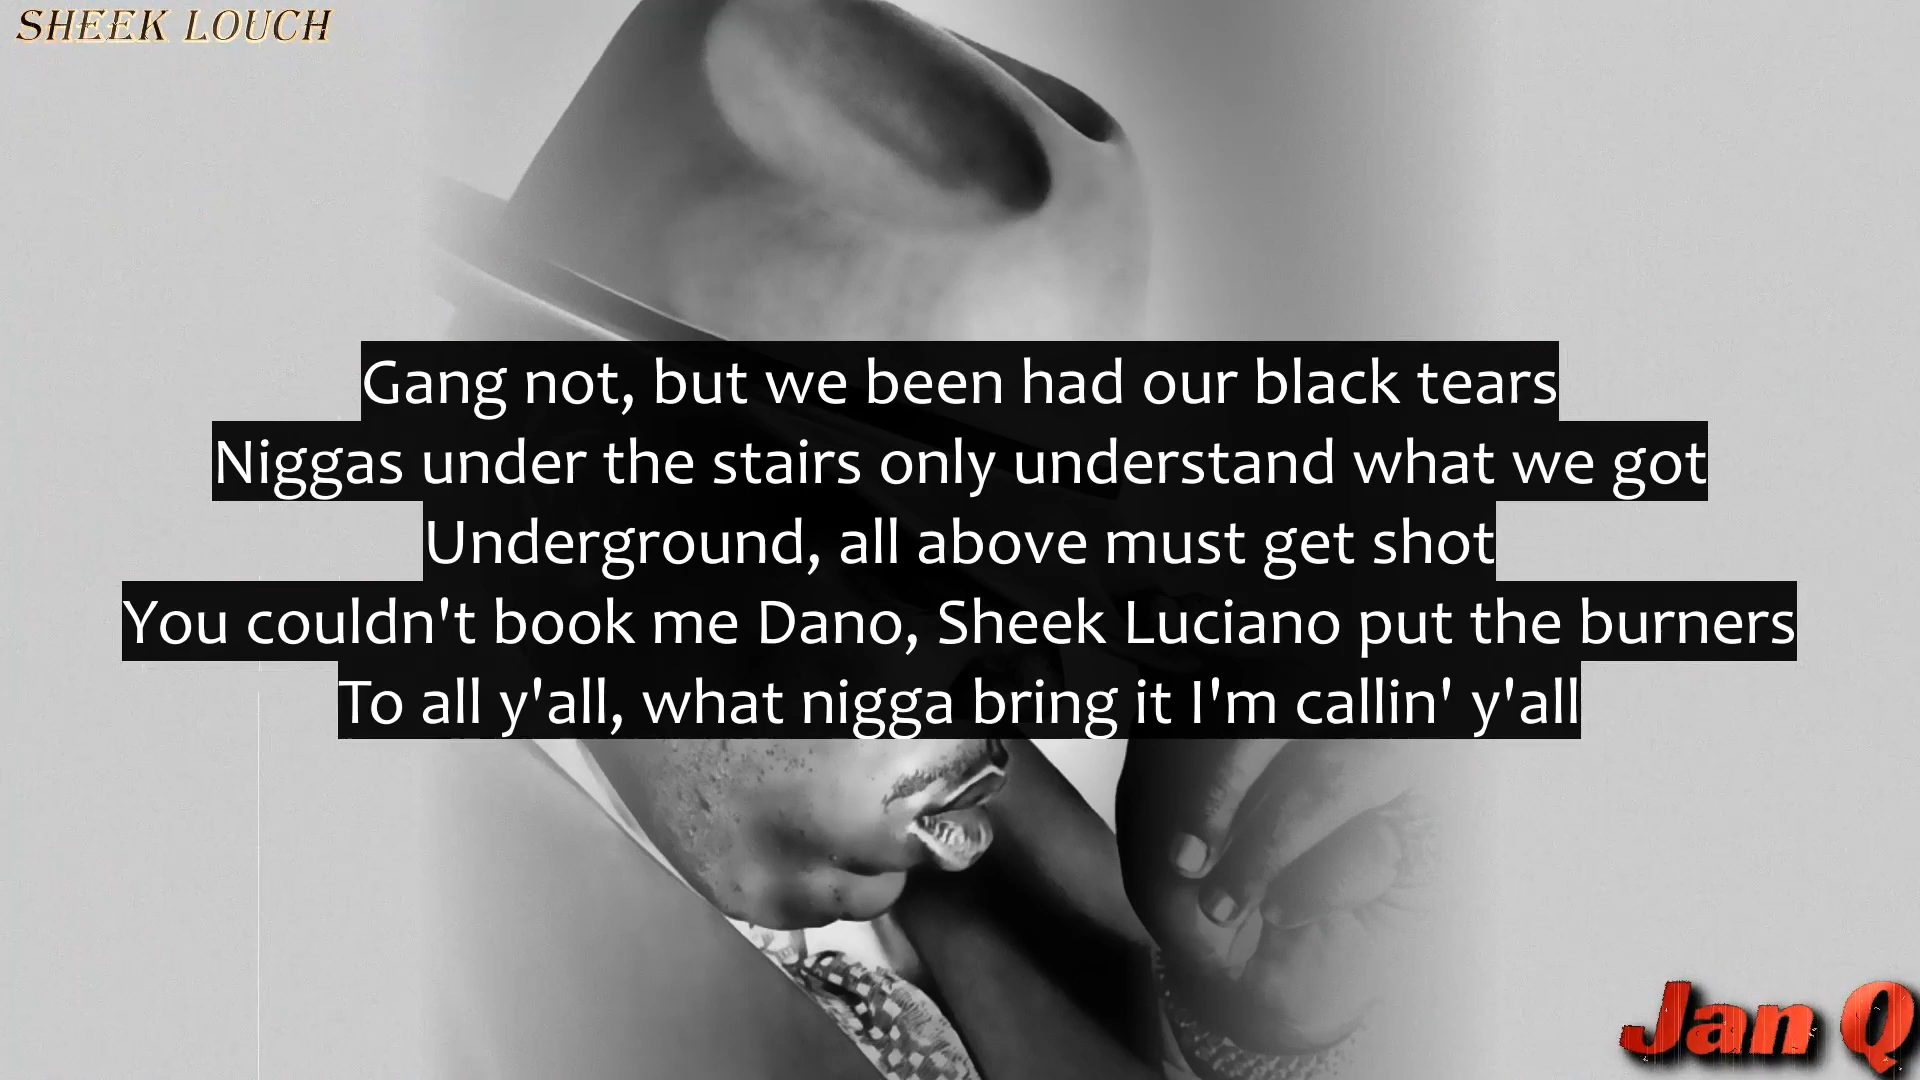 SHEEK LOUCH
Gang not, but we been had our black tears
Niggas under the stairs only understand what we got
Underground, all above must get shot
You couldn't book me Dano, Sheek Luciano put the burners
To all y'all, what nigga bring it I'm callin' y'all
Jan Q